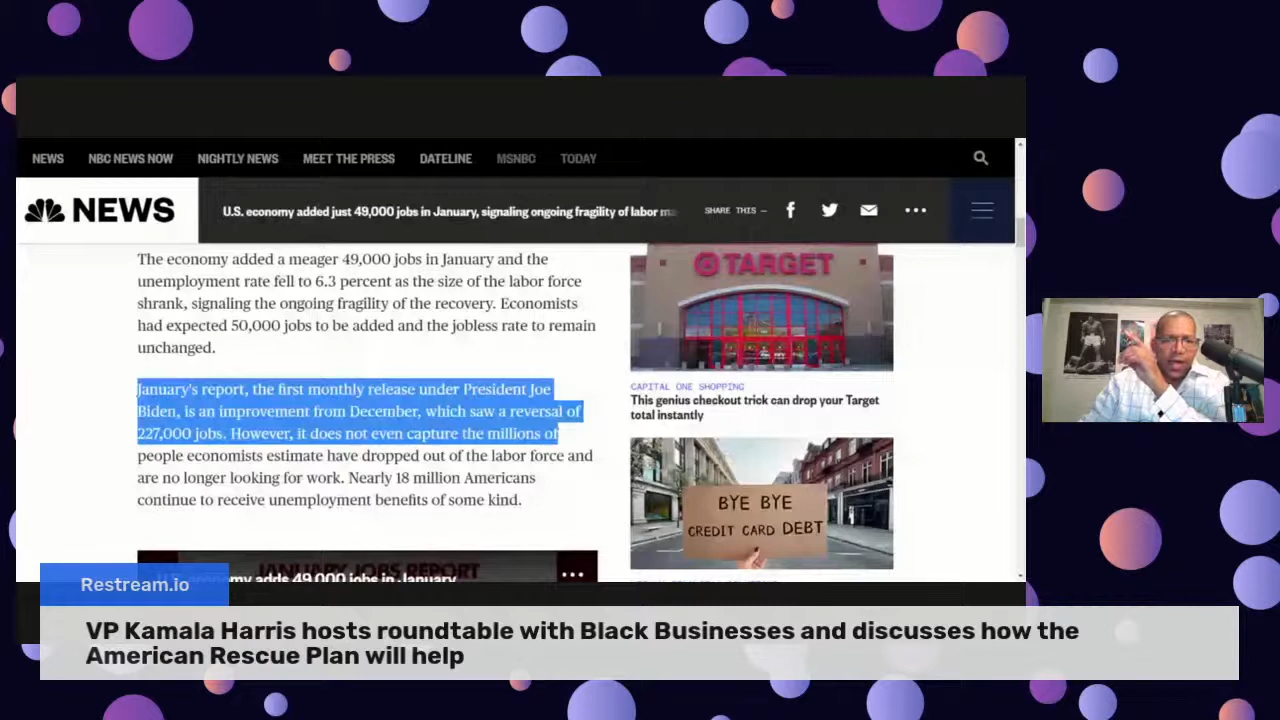 NEWS NBC NEWS NOW NIGHTLY NEWS MEET THE PRESS DATELINE MSNBC TODAY
NEWS
U.S. economy added just 49,000 jobs in January, signaling ongoing fragility of labor ma
SHARE THIS —
The economy added a meager 49,000 jobs in January and the
unemployment rate fell to 6.3 percent as the size of the labor force
shrank, signaling the ongoing fragility of the recovery. Economists
had expected 50,000 jobs to be added and the jobless rate to remain
unchanged.
January's report, the first monthly release under President Joe
Biden, is an improvement from December, which saw a reversal of
227,000 jobs. However, it does not even capture the millions of
people economists estimate have dropped out of the labor force and
are no longer looking for work. Nearly 18 million Americans
continue to receive unemployment benefits of some kind.
TARGET
CAPITAL ONE SHOPPING
This genius checkout trick can drop your Target
total instantly
BYE BYE
CREDIT CARD DEBT
JANUARY JOBS REPORT
economy adds 49,000 jobs in January
Restream.io
VP Kamala Harris hosts roundtable with Black Businesses and discusses how the
American Rescue Plan will help